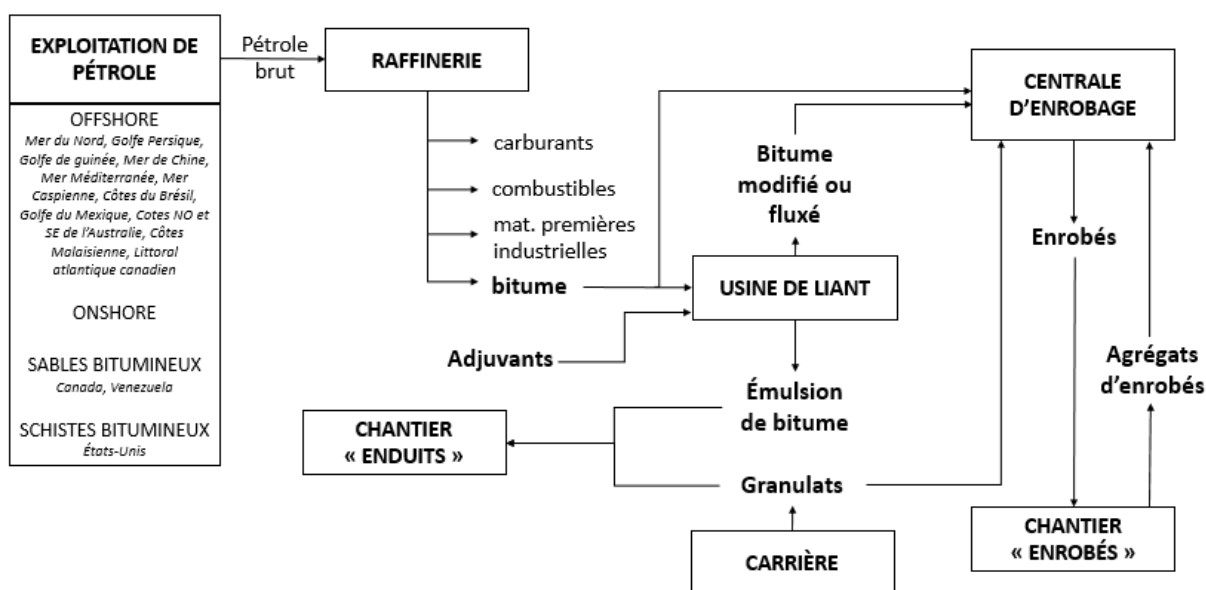 EXPLOITATION DE
PÉTROLE
OFFSHORE
Mer du Nord, Golfe Persique,
Golfe de guinée, Mer de Chine,
Mer Méditerranée, Mer
Caspienne, Côtes du Brésil,
Golfe du Mexique, Cotes NO et
SE de l'Australie, Côtes
Malaisienne, Littoral
atlantique canadien
ONSHORE
SABLES BITUMINEUX
Canada, Venezuela
SCHISTES BITUMINEUX
États-Unis
Pétrole
brut
RAFFINERIE
carburants
combustibles
mat. premières
industrielles
bitume
Adjuvants
USINE DE LIANT
Bitume
modifié ou
fluxé
Émulsion
de bitume
CHANTIER
« ENDUITS »
Granulats
CARRIÈRE
CENTRALE
D'ENROBAGE
Enrobés
Agrégats
d'enrobés
CHANTIER
« ENROBÉS »